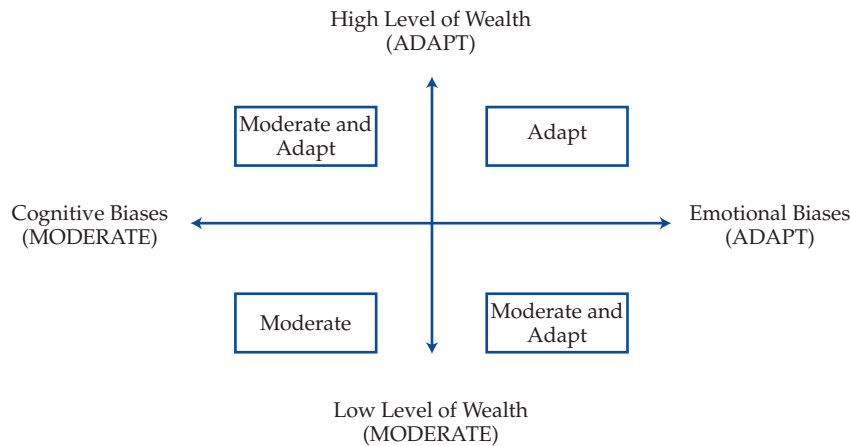 High Level of Wealth
(ADAPT)
Moderate and
Adapt
Adapt
Cognitive Biases
(MODERATE)
Emotional Biases
(ADAPT)
Moderate
Moderate and
Adapt
Low Level of Wealth
(MODERATE)